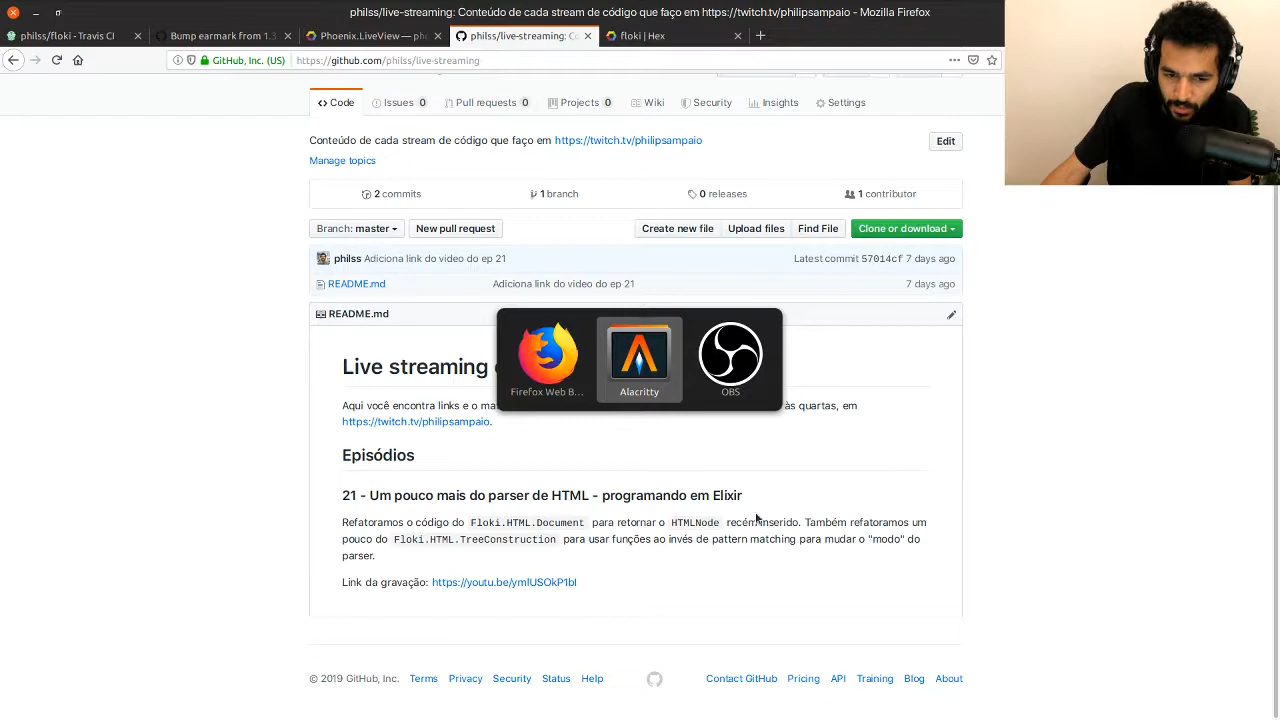 philss/live-streaming: Conteúdo de cada stream de código que faço em https://twitch.tv/philipsampaio - Mozilla Firefox
philss/floki - Travis CI
Bump earmark from 1.3
Phoenix.LiveView — pho
philss/live-streaming: Co
floki | Hex
GitHub, Inc. (US)
https://github.com/philss/live-streaming
Code
Issues 0
Pull requests 0
Projects 0
Wiki
Security
Insights
Settings
Conteúdo de cada stream de código que faço em https://twitch.tv/philipsampaio
Edit
Manage topics
2 commits
1 branch
0 releases
1 contributor
Branch: master
New pull request
Create new file
Upload files
Find File
Clone or download
philss Adiciona link do video do ep 21
Latest commit 57014cf 7 days ago
README.md
Adiciona link do video do ep 21
7 days ago
README.md
Firefox Web B...
Alacritty
OBS
Live streaming
Aqui você encontra links e o às quartas, em
https://twitch.tv/philipsampaio.
Episódios
21 - Um pouco mais do parser de HTML - programando em Elixir
Refatoramos o código do Floki.HTML.Document para retornar o HTMLNode recém inserido. Também refatoramos um
pouco do Floki.HTML.TreeConstruction para usar funções ao invés de pattern matching para mudar o "modo" do
parser.
Link da gravação: https://youtu.be/ymlUSOkP1bI
© 2019 GitHub, Inc.
Terms
Privacy
Security
Status
Help
Contact GitHub
Pricing
API
Training
Blog
About